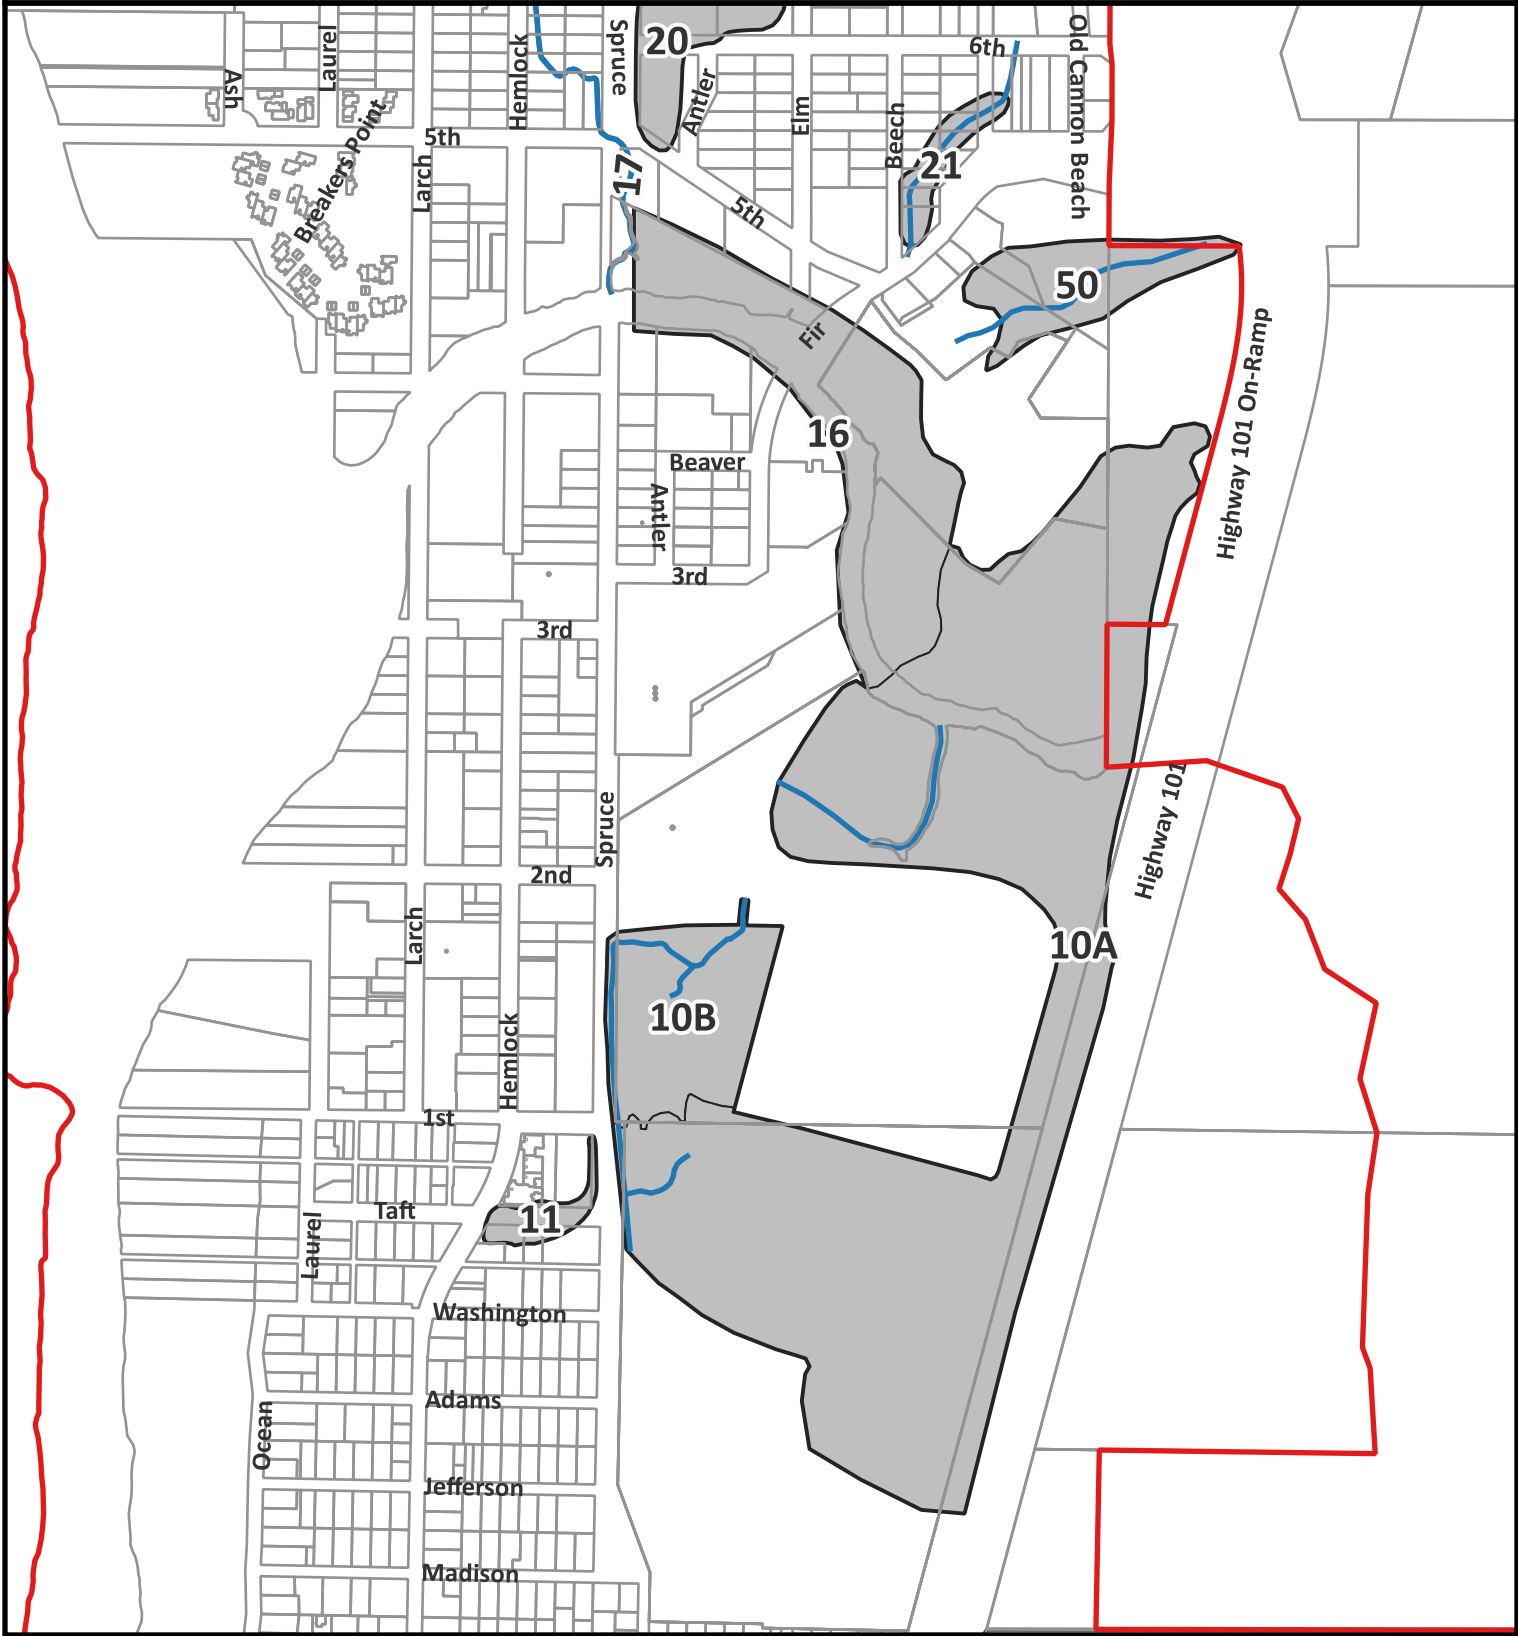 20
6th
Old Cannon Beach
Spruce
Hemlock
Laurel
Ash
Antler
Elm
Beech
5th
Larch
Breakers Point
17
21
5th
50
Fir
Highway 101 On-Ramp
16
Beaver
Antler
3rd
3rd
Highway 101
Spruce
2nd
Larch
10A
10B
Hemlock
1st
Taft
11
Laurel
Washington
Adams
Ocean
Jefferson
Madison